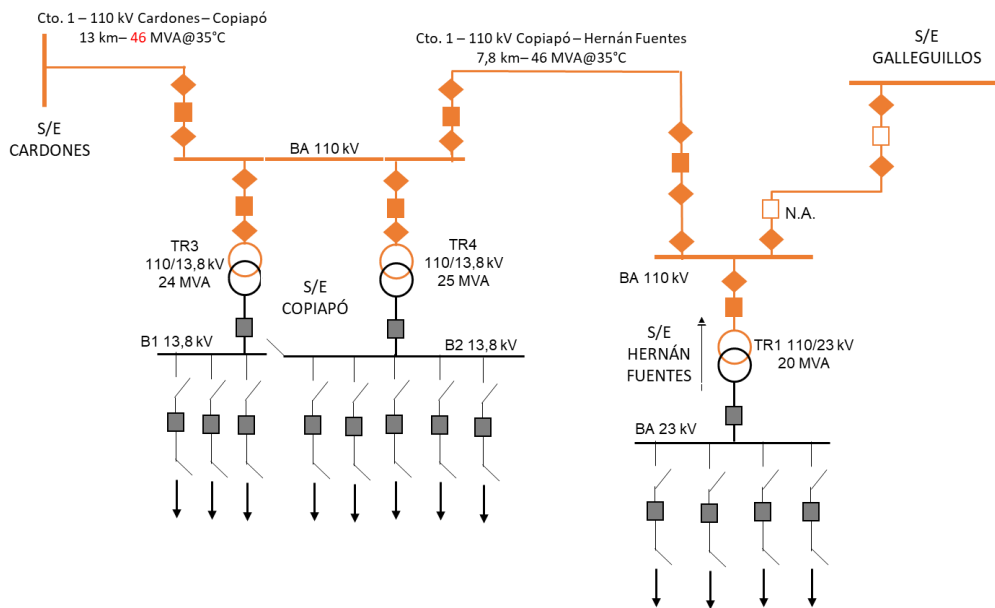 Cto. 1 – 110 kV Cardones – Copiapó
13 km– 46 MVA@35°C
Cto. 1 – 110 kV Copiapó – Hernán Fuentes
7,8 km– 46 MVA@35°C
S/E
GALLEGUILLOS
S/E
CARDONES
BA 110 kV
N.A.
TR3
110/13,8 kV
24 MVA
TR4
110/13,8 kV
25 MVA
S/E
COPIAPÓ
BA 110 kV
B1 13,8 kV
B2 13,8 kV
S/E
HERNÁN
FUENTES
TR1 110/23 kV
20 MVA
BA 23 kV